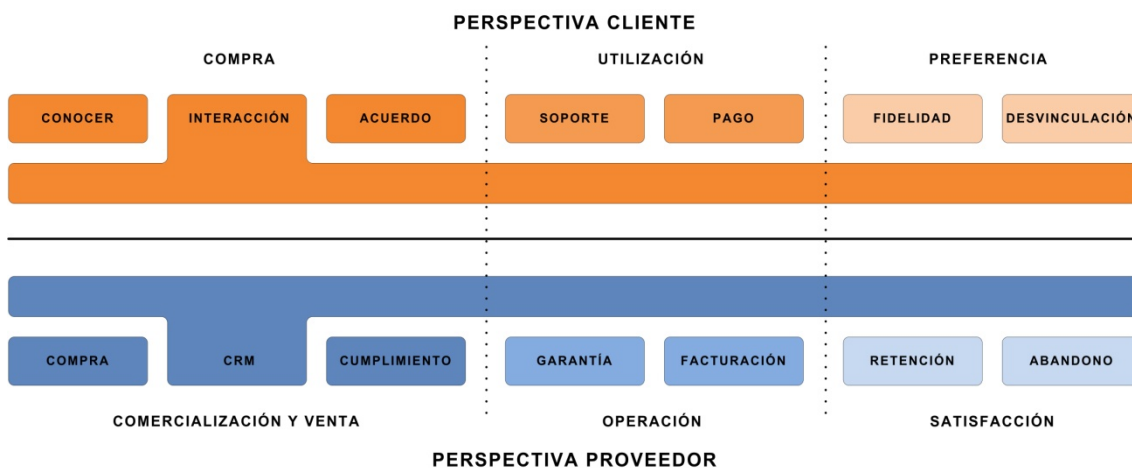 PERSPECTIVA CLIENTE
COMPRA UTILIZACIÓN PREFERENCIA
CONOCER INTERACCIÓN ACUERDO SOPORTE PAGO FIDELIDAD DESVINCULACIÓN
COMPRA CRM CUMPLIMIENTO GARANTÍA FACTURACIÓN RETENCIÓN ABANDONO
COMERCIALIZACIÓN Y VENTA OPERACIÓN SATISFACCIÓN
PERSPECTIVA PROVEEDOR